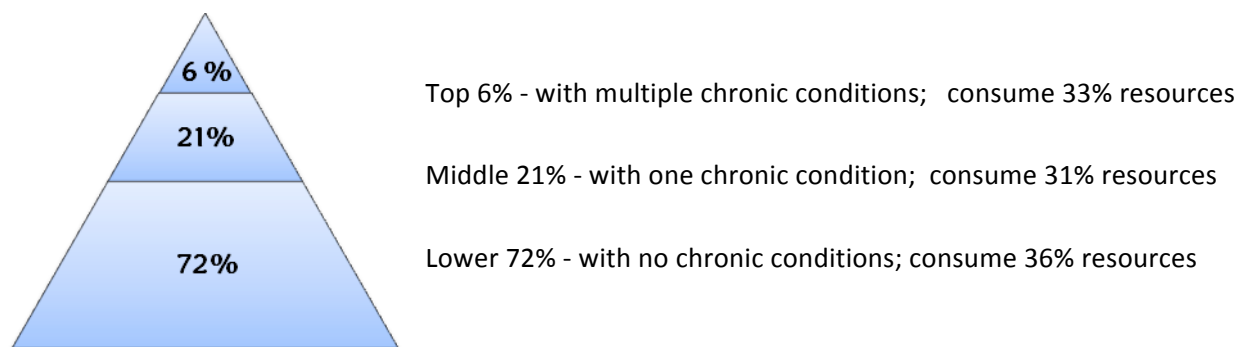 6 %
Top 6% - with multiple chronic conditions; consume 33% resources
21%
Middle 21% - with one chronic condition; consume 31% resources
72%
Lower 72% - with no chronic conditions; consume 36% resources